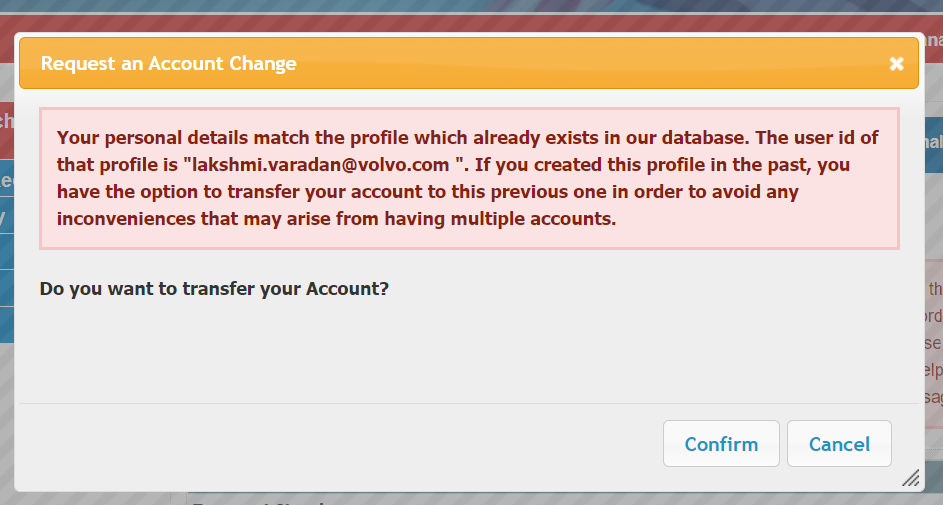 Request an Account Change
Your personal details match the profile which already exists in our database. The user id of
that profile is "lakshmi.varadan@volvo.com ". If you created this profile in the past, you
have the option to transfer your account to this previous one in order to avoid any
inconveniences that may arise from having multiple accounts.
Do you want to transfer your Account?
Confirm Cancel